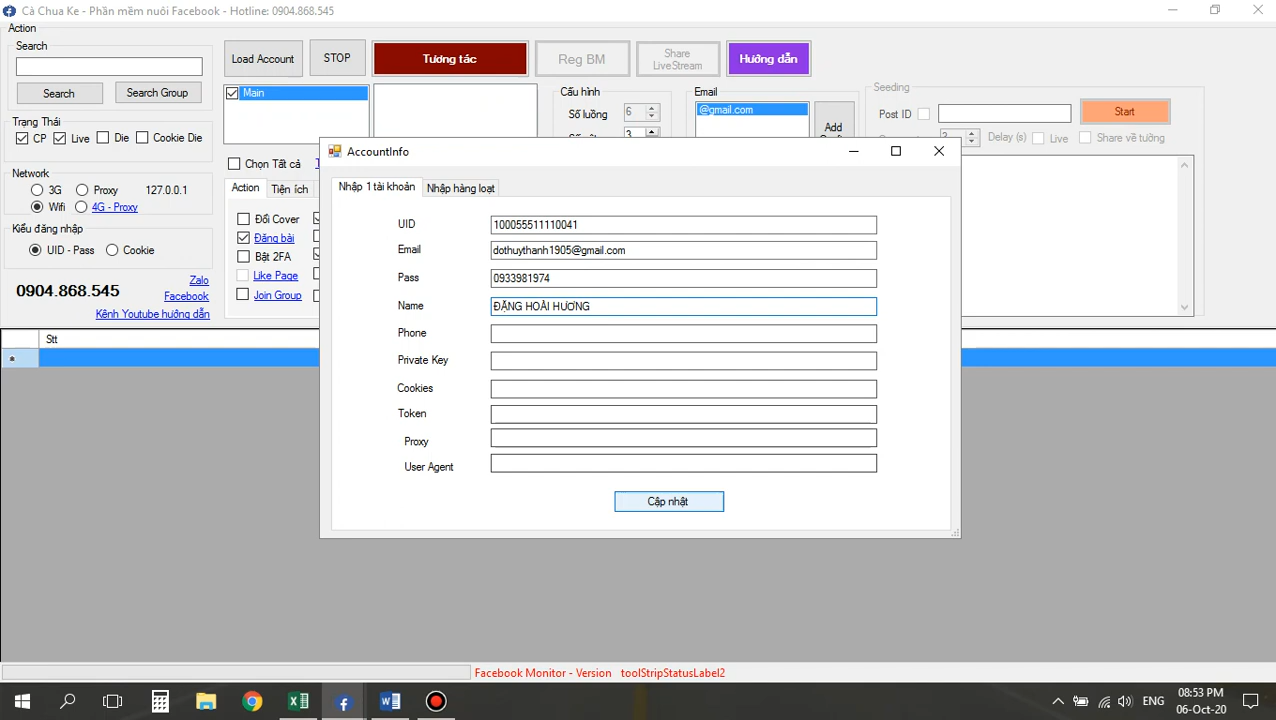 Cà Chua Ke - Phần mềm nuôi Facebook - Hotline: 0904.868.545
Action
Search
Search
Search Group
Load Account
STOP
Tương tác
Reg BM
Share LiveStream
Hướng dẫn
Main
Cấu hình
Số luồng
6
3
Email
@gmail.com
Add
Seeding
Post ID
Start
Delay (s)
Live
Share về tường
Trạng Thái
CP
Live
Die
Cookie Die
Chọn Tất cả
Network
3G
Proxy
127.0.0.1
Wifi
4G - Proxy
Kiểu đăng nhập
UID - Pass
Cookie
0904.868.545
Zalo
Facebook
Kênh Youtube hướng dẫn
Action
Tiện ích
Đổi Cover
Đăng bài
Bật 2FA
Like Page
Join Group
Stt
AccountInfo
Nhập 1 tài khoản
Nhập hàng loạt
UID
100055511110041
Email
dothuythanh1905@gmail.com
Pass
0933981974
Name
ĐẶNG HOÀI HƯƠNG
Phone
Private Key
Cookies
Token
Proxy
User Agent
Cập nhật
Facebook Monitor - Version toolStripStatusLabel2
ENG
08:53 PM
06-Oct-20